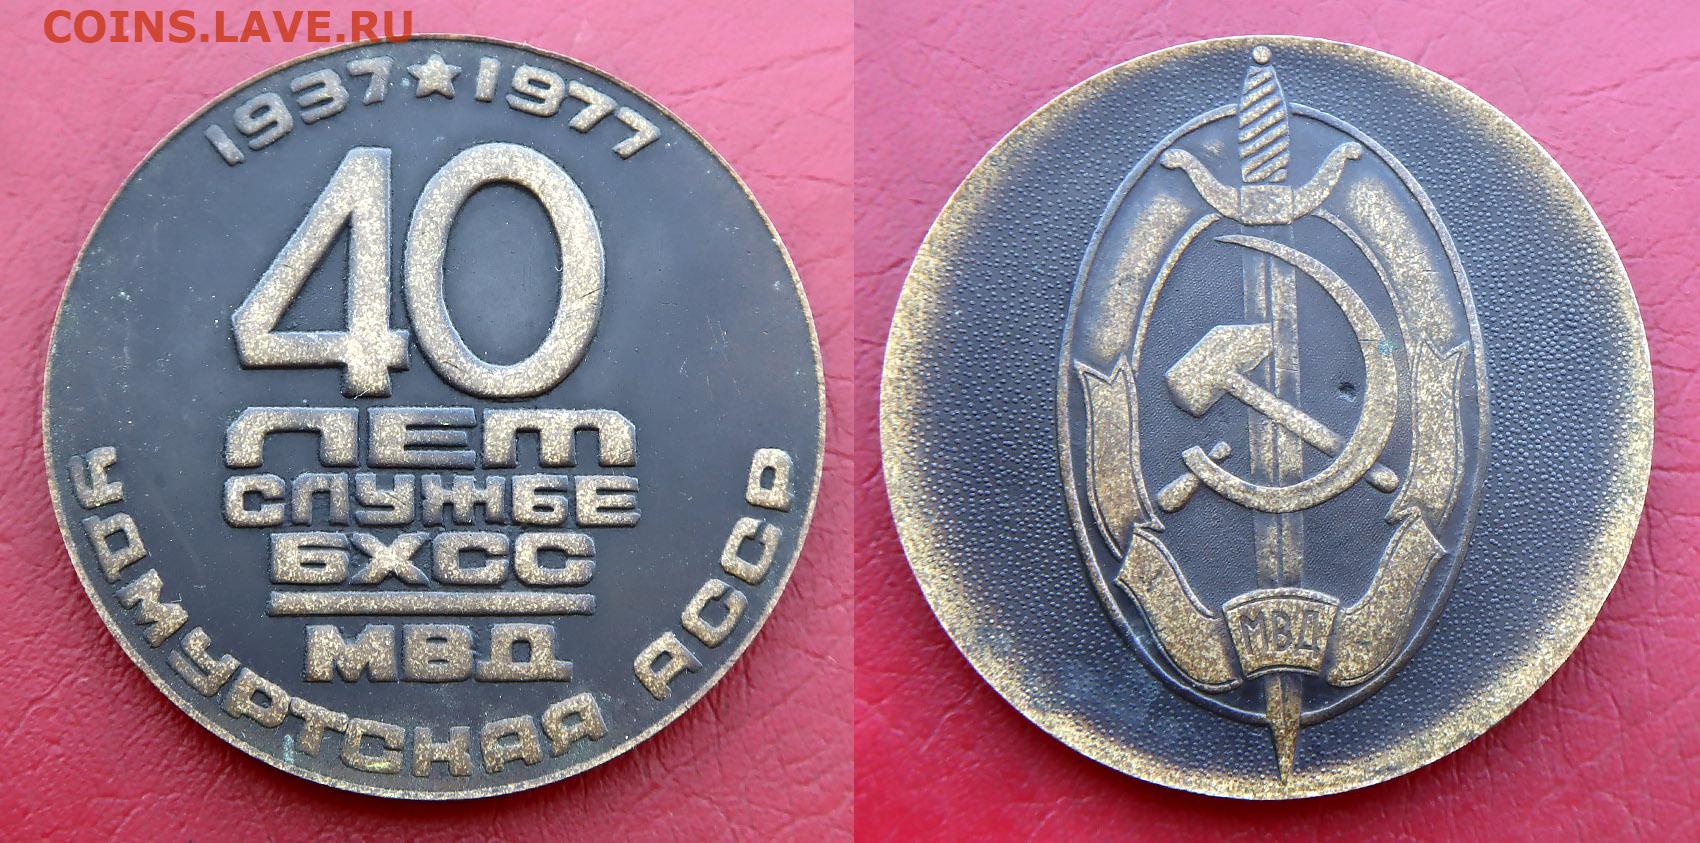 COINS.LAVE.RU
1937★1977
40
ЛЕТ
СЛУЖБЕ
БХСС
МВД
УДМУРТСКАЯ АССР
МВД